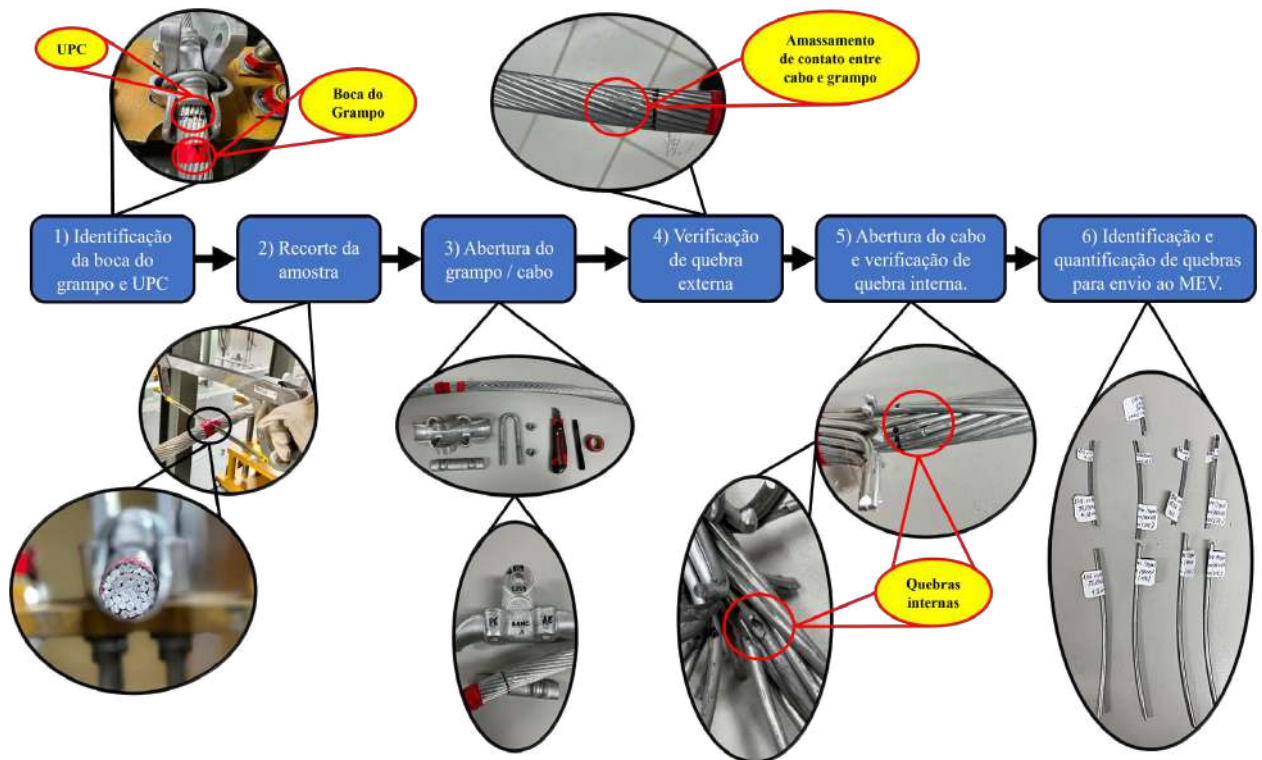 UPC
Boca do
Grampo
Amassamento
de contato entre
cabo e grampo
1) Identificação
da boca do
grampo e UPC
2) Recorte da
amostra
3) Abertura do
grampo / cabo
4) Verificação
de quebra
externa
5) Abertura do cabo
e verificação de
quebra interna.
6) Identificação e
quantificação de quebras
para envio ao MEV.
Quebras
internas